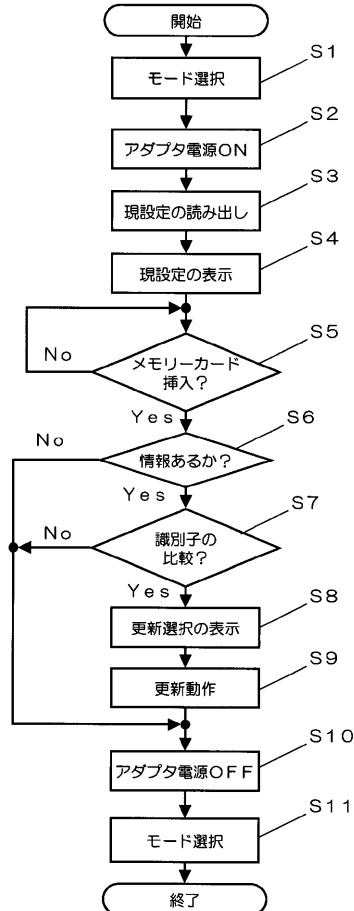 開始
S1
モード選択
S2
アダプタ電源ON
S3
現設定の読み出し
S4
現設定の表示
S5
No
メモリーカード
挿入?
Yes
S6
No
情報あるか?
Yes
S7
No
識別子の
比較?
Yes
S8
更新選択の表示
S9
更新動作
S10
アダプタ電源OFF
S11
モード選択
終了